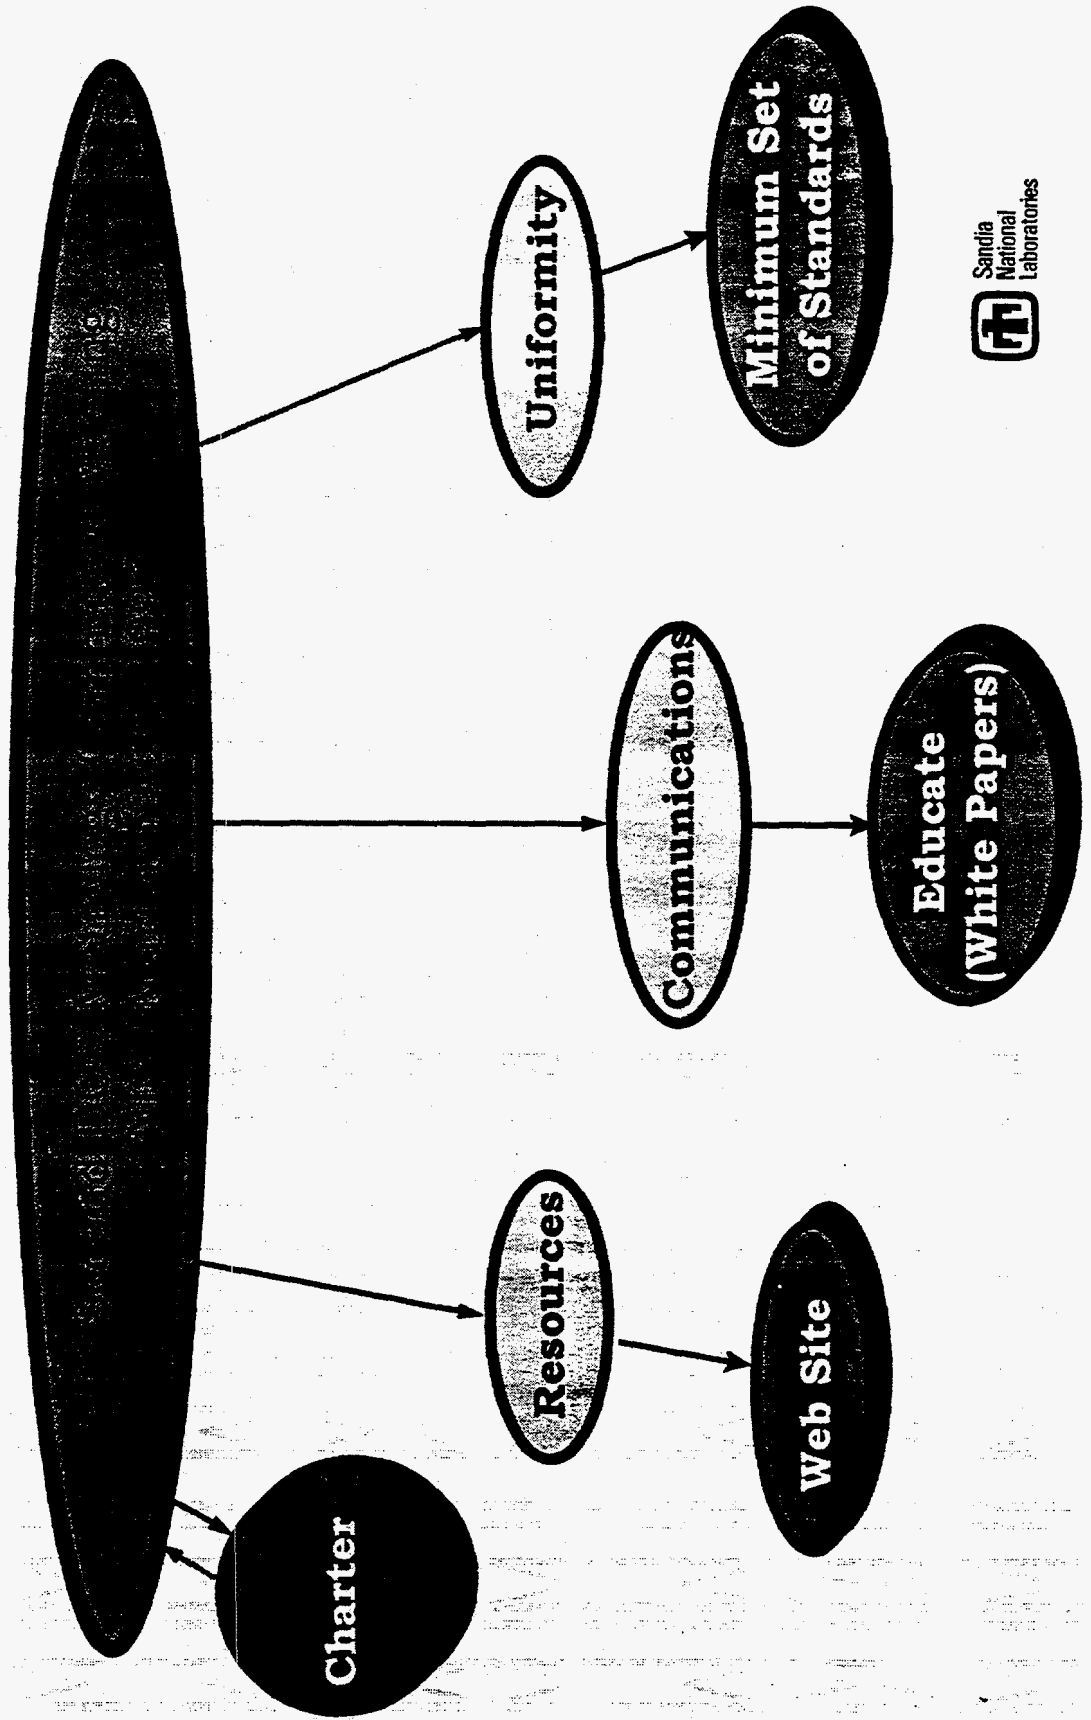 Charter
Resources
Communications
Uniformity
Web Site
Educate
(White Papers)
Minimum Set
of Standards
Sandia
National
Laboratories